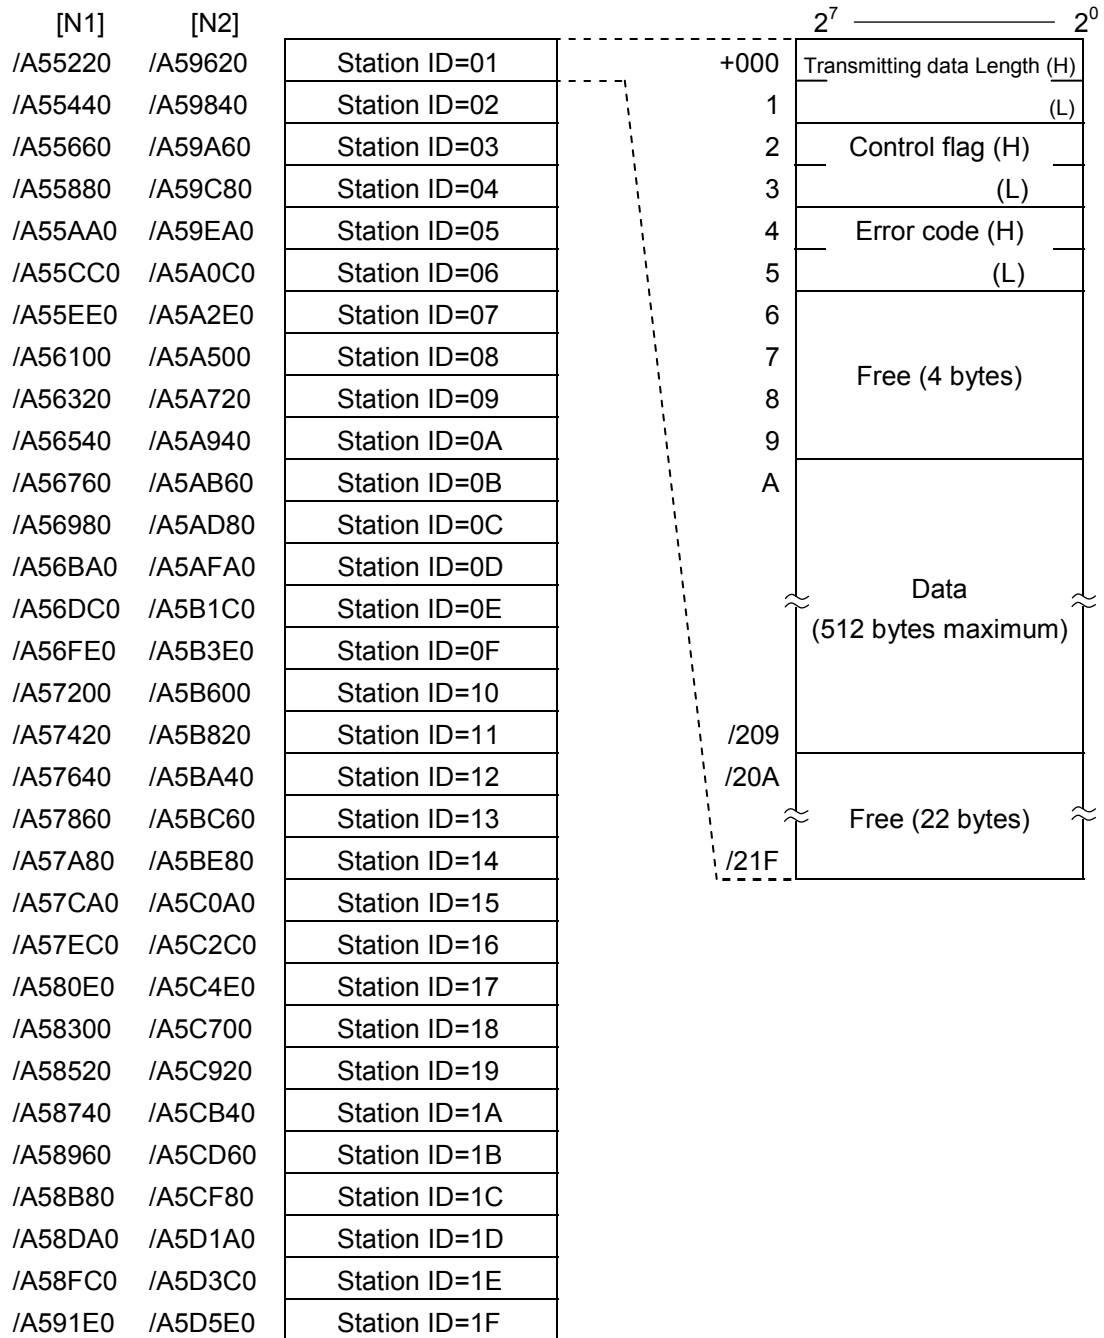 [N1] [N2] 2^7 2^0
/A55220 /A59620 Station ID=01 +000 Transmitting data Length (H)
/A55440 /A59840 Station ID=02 1 (L)
/A55660 /A59A60 Station ID=03 2 Control flag (H)
/A55880 /A59C80 Station ID=04 3 (L)
/A55AA0 /A59EA0 Station ID=05 4 Error code (H)
/A55CC0 /A5A0C0 Station ID=06 5 (L)
/A55EE0 /A5A2E0 Station ID=07 6
/A56100 /A5A500 Station ID=08 7
Free (4 bytes)
/A56320 /A5A720 Station ID=09 8
/A56540 /A5A940 Station ID=0A 9
/A56760 /A5AB60 Station ID=0B A
/A56980 /A5AD80 Station ID=0C
/A56BA0 /A5AFA0 Station ID=0D
Data
/A56DC0 /A5B1C0 Station ID=0E
(512 bytes maximum)
/A56FE0 /A5B3E0 Station ID=0F
/A57200 /A5B600 Station ID=10
/A57420 /A5B820 Station ID=11 /209
/A57640 /A5BA40 Station ID=12 /20A
/A57860 /A5BC60 Station ID=13 Free (22 bytes)
/A57A80 /A5BE80 Station ID=14 /21F
/A57CA0 /A5C0A0 Station ID=15
/A57EC0 /A5C2C0 Station ID=16
/A580E0 /A5C4E0 Station ID=17
/A58300 /A5C700 Station ID=18
/A58520 /A5C920 Station ID=19
/A58740 /A5CB40 Station ID=1A
/A58960 /A5CD60 Station ID=1B
/A58B80 /A5CF80 Station ID=1C
/A58DA0 /A5D1A0 Station ID=1D
/A58FC0 /A5D3C0 Station ID=1E
/A591E0 /A5D5E0 Station ID=1F